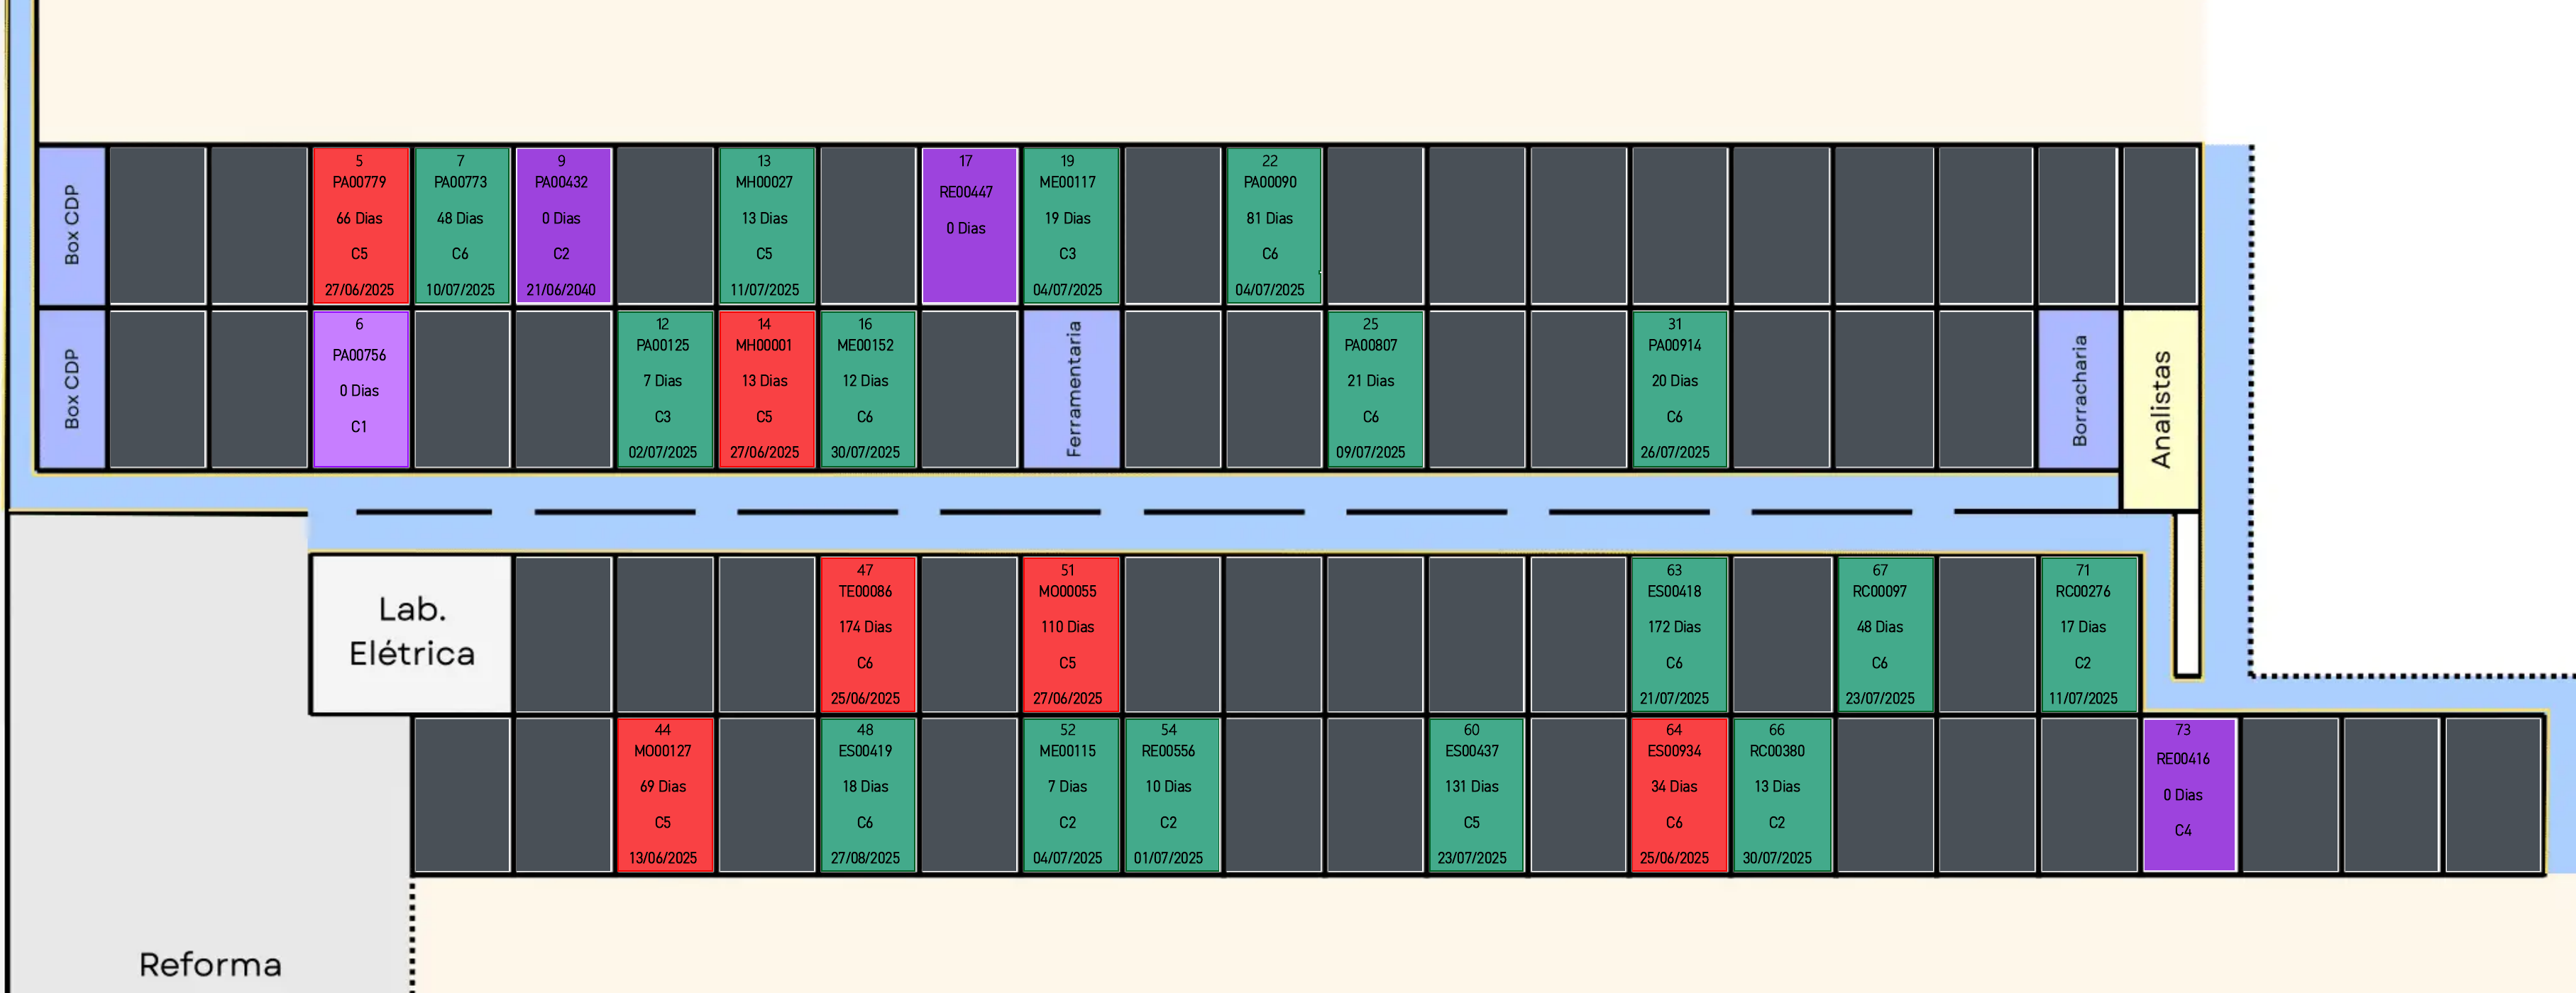 Box CDP
5
PA00779
66 Dias
C5
27/06/2025
7
PA00773
48 Dias
C6
10/07/2025
9
PA00432
0 Dias
C2
21/06/2040
13
MH00027
13 Dias
C5
11/07/2025
17
RE00447
0 Dias
19
ME00117
19 Dias
C3
04/07/2025
22
PA00090
81 Dias
C6
04/07/2025
Box CDP
6
PA00756
0 Dias
C1
12
PA00125
7 Dias
C3
02/07/2025
14
MH00001
13 Dias
C5
27/06/2025
16
ME00152
12 Dias
C6
30/07/2025
Ferramentaria
25
PA00807
21 Dias
C6
09/07/2025
31
PA00914
20 Dias
C6
26/07/2025
Borracharia
Analistas
Lab.
Elétrica
47
TE00086
174 Dias
C6
25/06/2025
51
MO00055
110 Dias
C5
27/06/2025
63
ES00418
172 Dias
C6
21/07/2025
67
RC00097
48 Dias
C6
23/07/2025
71
RC00276
17 Dias
C2
11/07/2025
44
MO00127
69 Dias
C5
13/06/2025
48
ES00419
18 Dias
C6
27/08/2025
52
ME00115
7 Dias
C2
04/07/2025
54
RE00556
10 Dias
C2
01/07/2025
60
ES00437
131 Dias
C5
23/07/2025
64
ES00934
34 Dias
C6
25/06/2025
66
RC00380
13 Dias
C2
30/07/2025
73
RE00416
0 Dias
C4
Reforma